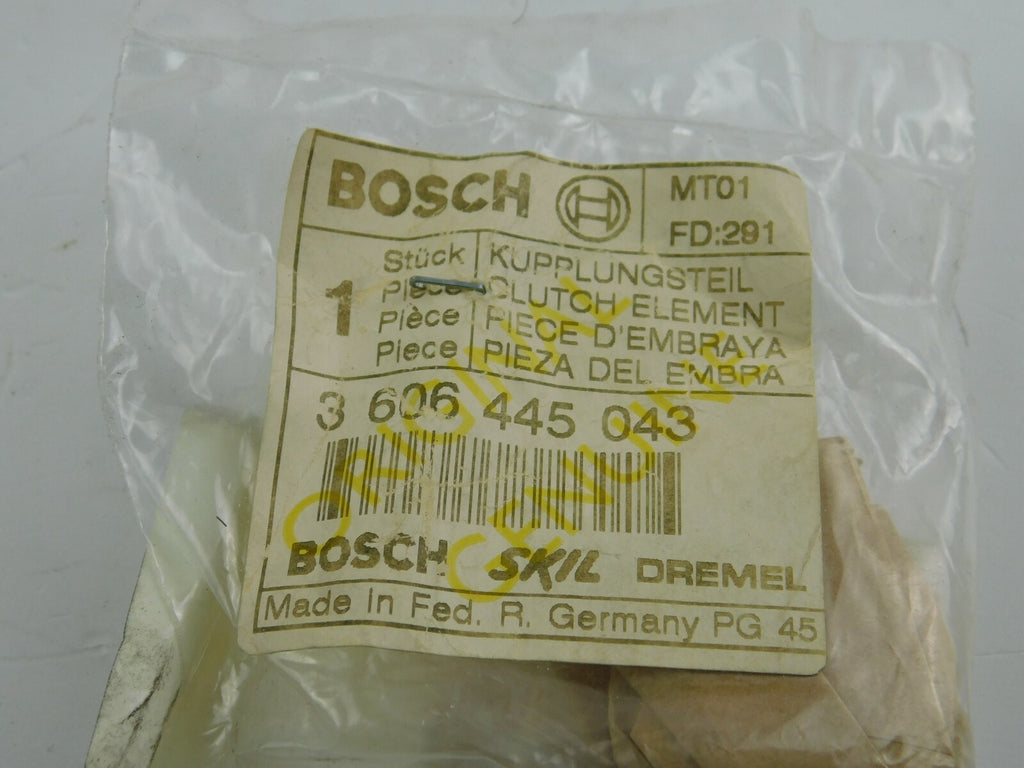 BOSCH
MT01
FD:291
1
Stück KUPPLUNGSTEIL
Piece CLUTCH ELEMENT
Pièce PIECE D'EMBRAYA
Piece PIEZA DEL EMBRA
3 606 445 043
ORIGINAL
GENUINE
BOSCH SKIL DREMEL
Made in Fed. R. Germany PG 45